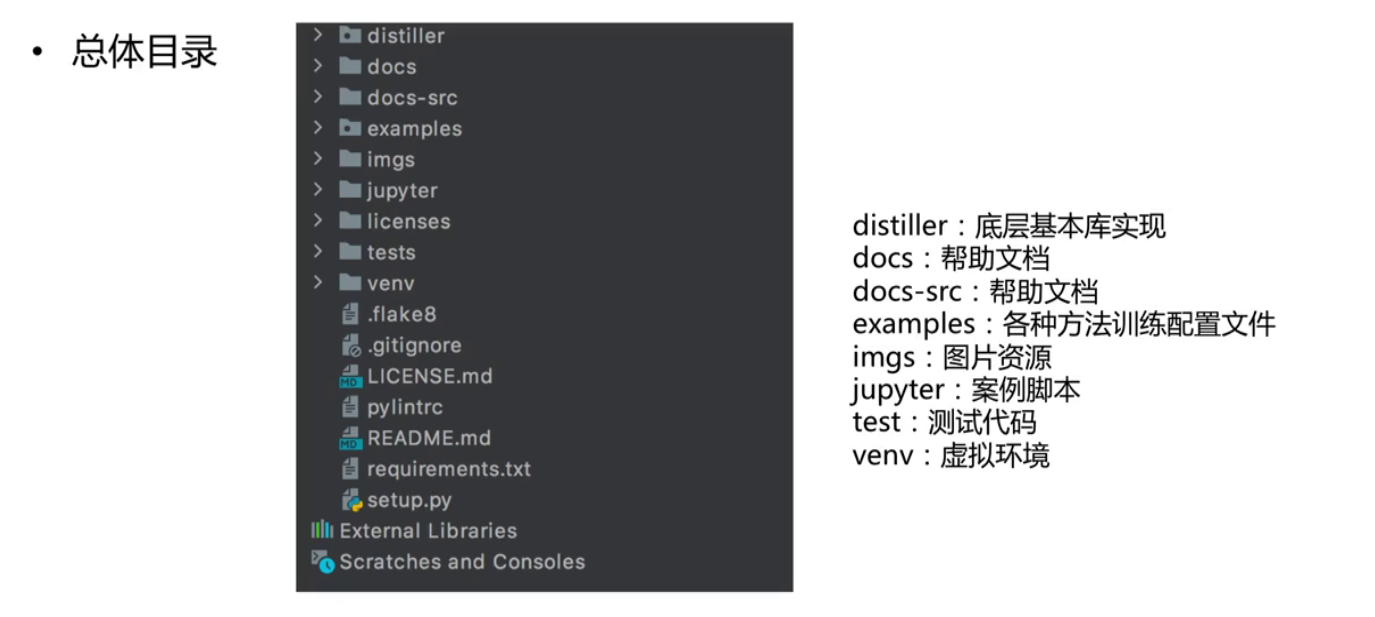 • 总体目录
distiller
docs
docs-src
examples
imgs
jupyter
licenses
tests
venv
.flake8
.gitignore
MD LICENSE.md
pylintrc
MD README.md
requirements.txt
setup.py
External Libraries
Scratches and Consoles
distiller：底层基本库实现
docs：帮助文档
docs-src：帮助文档
examples：各种方法训练配置文件
imgs：图片资源
jupyter：案例脚本
test：测试代码
venv：虚拟环境